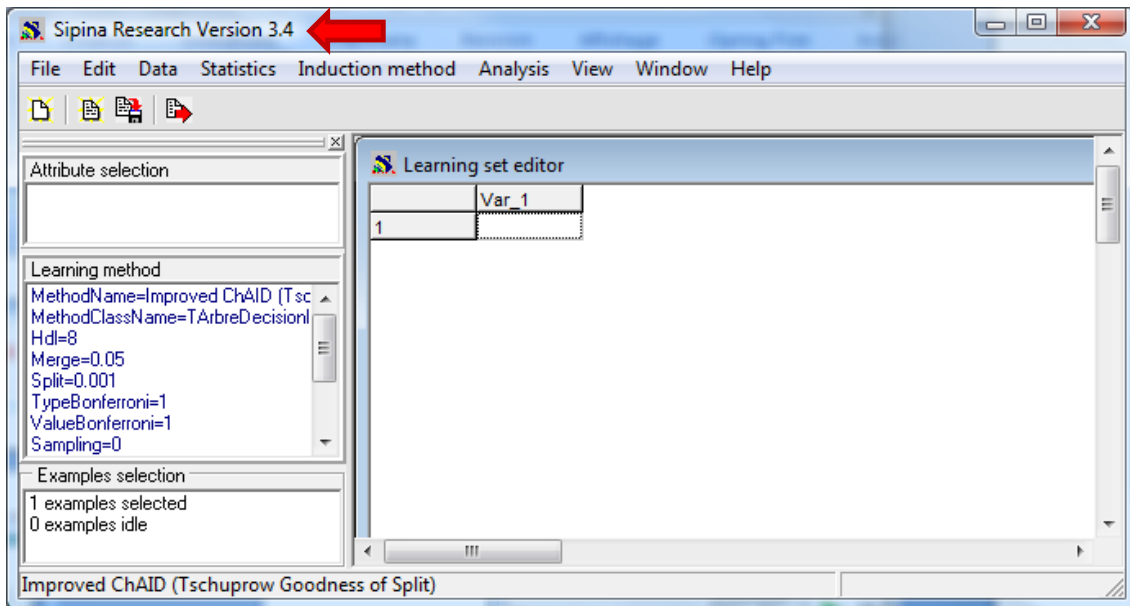 Sipina Research Version 3.4
File Edit Data Statistics Induction method Analysis View Window Help
Attribute selection
Learning method
MethodName=Improved ChAID (Tsc
MethodClassName=TArbreDecisionI
Hdl=8
Merge=0.05
Split=0.001
TypeBonferroni=1
ValueBonferroni=1
Sampling=0
Examples selection
1 examples selected
0 examples idle
Learning set editor
Var_1
1
Improved ChAID (Tschuprow Goodness of Split)